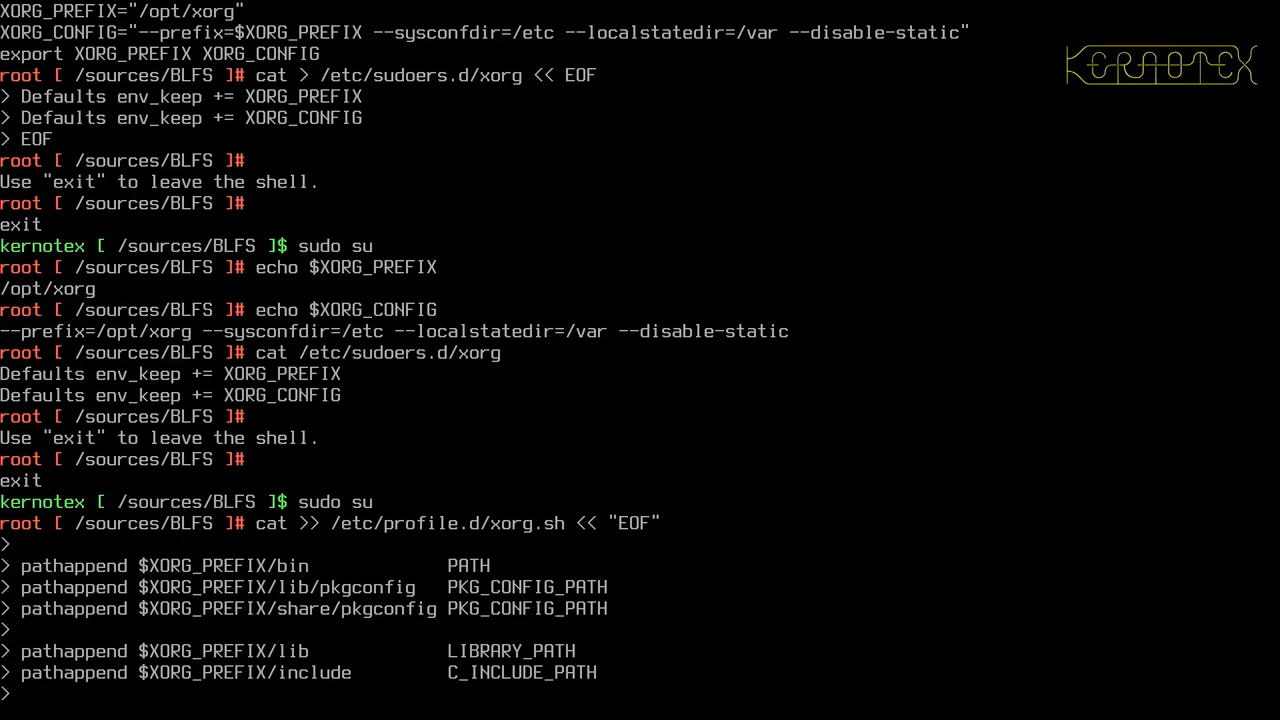 XORG_PREFIX="/opt/xorg"
XORG_CONFIG="--prefix=$XORG_PREFIX --sysconfdir=/etc --localstatedir=/var --disable-static"
export XORG_PREFIX XORG_CONFIG
KERNOTEX
root [ /sources/BLFS ]# cat > /etc/sudoers.d/xorg << EOF
> Defaults env_keep += XORG_PREFIX
> Defaults env_keep += XORG_CONFIG
> EOF
root [ /sources/BLFS ]#
Use "exit" to leave the shell.
root [ /sources/BLFS ]#
exit
kernotex [ /sources/BLFS ]$ sudo su
root [ /sources/BLFS ]# echo $XORG_PREFIX
/opt/xorg
root [ /sources/BLFS ]# echo $XORG_CONFIG
--prefix=/opt/xorg --sysconfdir=/etc --localstatedir=/var --disable-static
root [ /sources/BLFS ]# cat /etc/sudoers.d/xorg
Defaults env_keep += XORG_PREFIX
Defaults env_keep += XORG_CONFIG
root [ /sources/BLFS ]#
Use "exit" to leave the shell.
root [ /sources/BLFS ]#
exit
kernotex [ /sources/BLFS ]$ sudo su
root [ /sources/BLFS ]# cat >> /etc/profile.d/xorg.sh << "EOF"
>
> pathappend $XORG_PREFIX/bin             PATH
> pathappend $XORG_PREFIX/lib/pkgconfig   PKG_CONFIG_PATH
> pathappend $XORG_PREFIX/share/pkgconfig PKG_CONFIG_PATH
>
> pathappend $XORG_PREFIX/lib             LIBRARY_PATH
> pathappend $XORG_PREFIX/include         C_INCLUDE_PATH
>